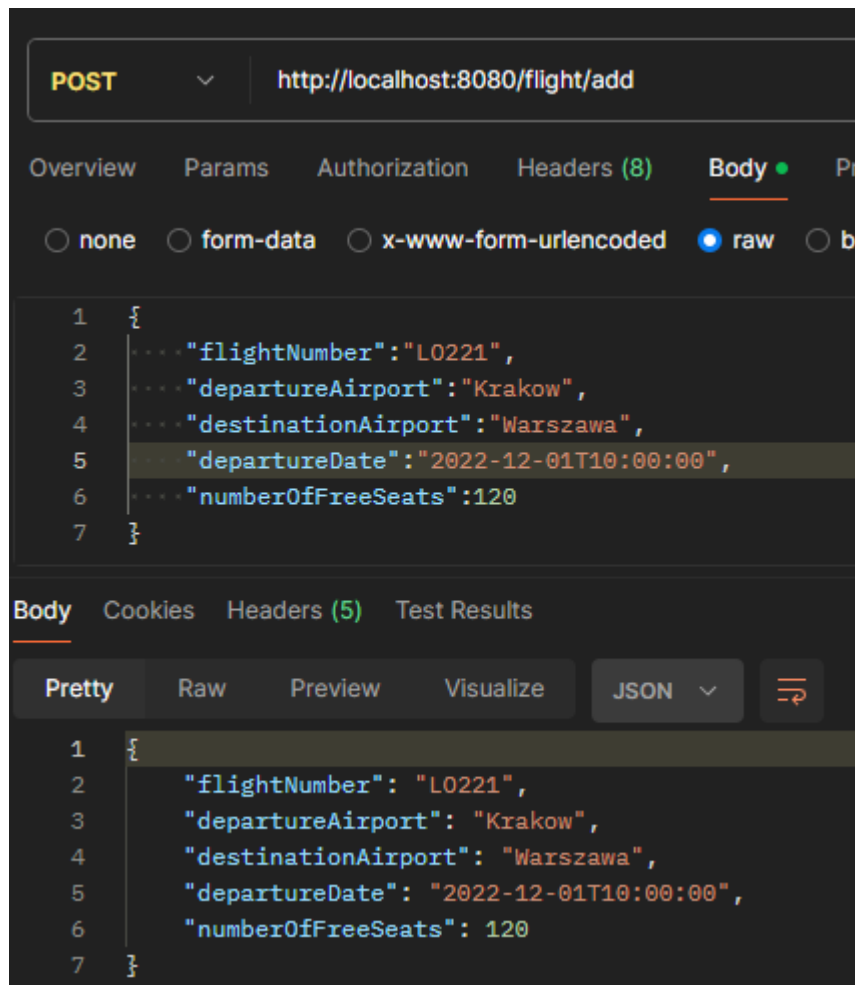 POST http://localhost:8080/flight/add
Overview Params Authorization Headers (8) Body Pr
none form-data x-www-form-urlencoded raw b
1 {
2 "flightNumber":"LO221",
3 "departureAirport":"Krakow",
4 "destinationAirport":"Warszawa",
5 "departureDate":"2022-12-01T10:00:00",
6 "numberOfFreeSeats":120
7 }
Body Cookies Headers (5) Test Results
Pretty Raw Preview Visualize JSON
1 {
2 "flightNumber": "LO221",
3 "departureAirport": "Krakow",
4 "destinationAirport": "Warszawa",
5 "departureDate": "2022-12-01T10:00:00",
6 "numberOfFreeSeats": 120
7 }